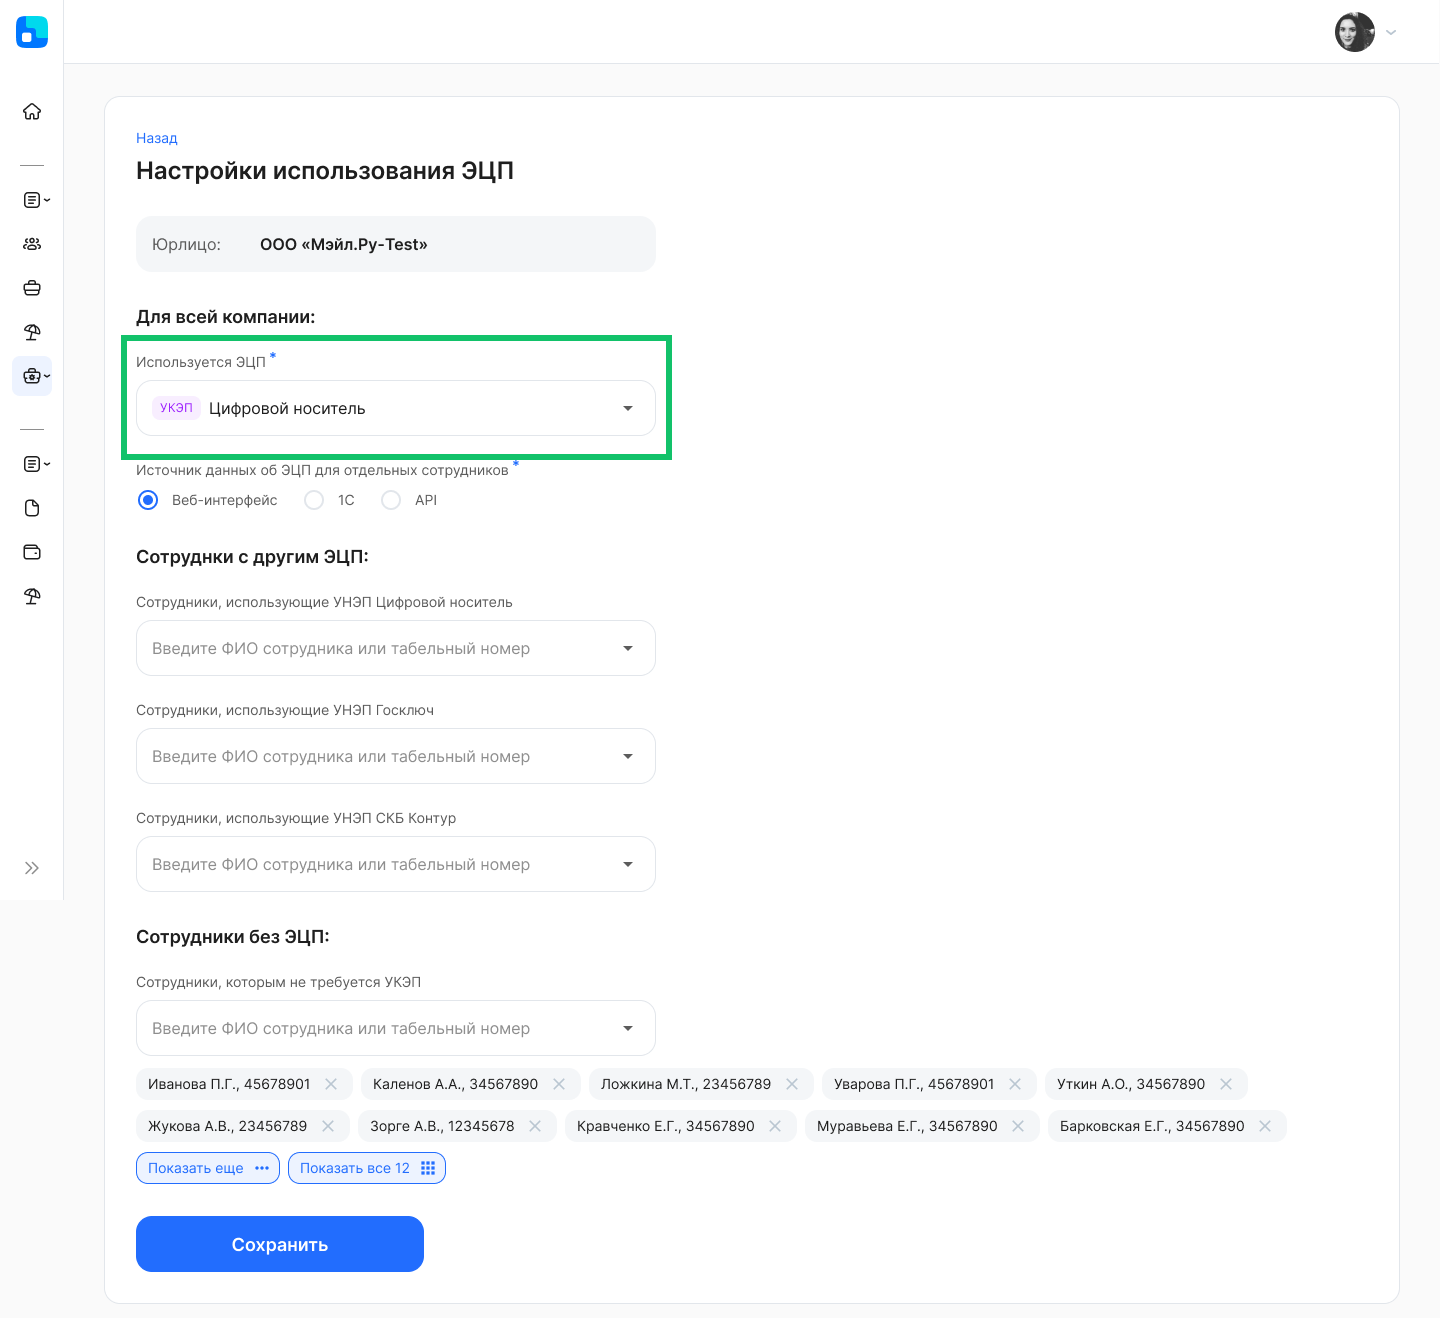 Назад
Настройки использования ЭЦП
Юрлицо: ООО «Мэйл.Ру-Test»
Для всей компании:
Используется ЭЦП *
УКЭП Цифровой носитель
Источник данных об ЭЦП для отдельных сотрудников *
Веб-интерфейс 1С API
Сотруднки с другим ЭЦП:
Сотрудники, использующие УНЭП Цифровой носитель
Введите ФИО сотрудника или табельный номер
Сотрудники, использующие УНЭП Госключ
Введите ФИО сотрудника или табельный номер
Сотрудники, использующие УНЭП СКБ Контур
Введите ФИО сотрудника или табельный номер
Сотрудники без ЭЦП:
Сотрудники, которым не требуется УКЭП
Введите ФИО сотрудника или табельный номер
Иванова П.Г., 45678901 Каленов А.А., 34567890 Ложкина М.Т., 23456789 Уварова П.Г., 45678901 Уткин А.О., 34567890
Жукова А.В., 23456789 Зорге А.В., 12345678 Кравченко Е.Г., 34567890 Муравьева Е.Г., 34567890 Барковская Е.Г., 34567890
Показать еще Показать все 12
Сохранить